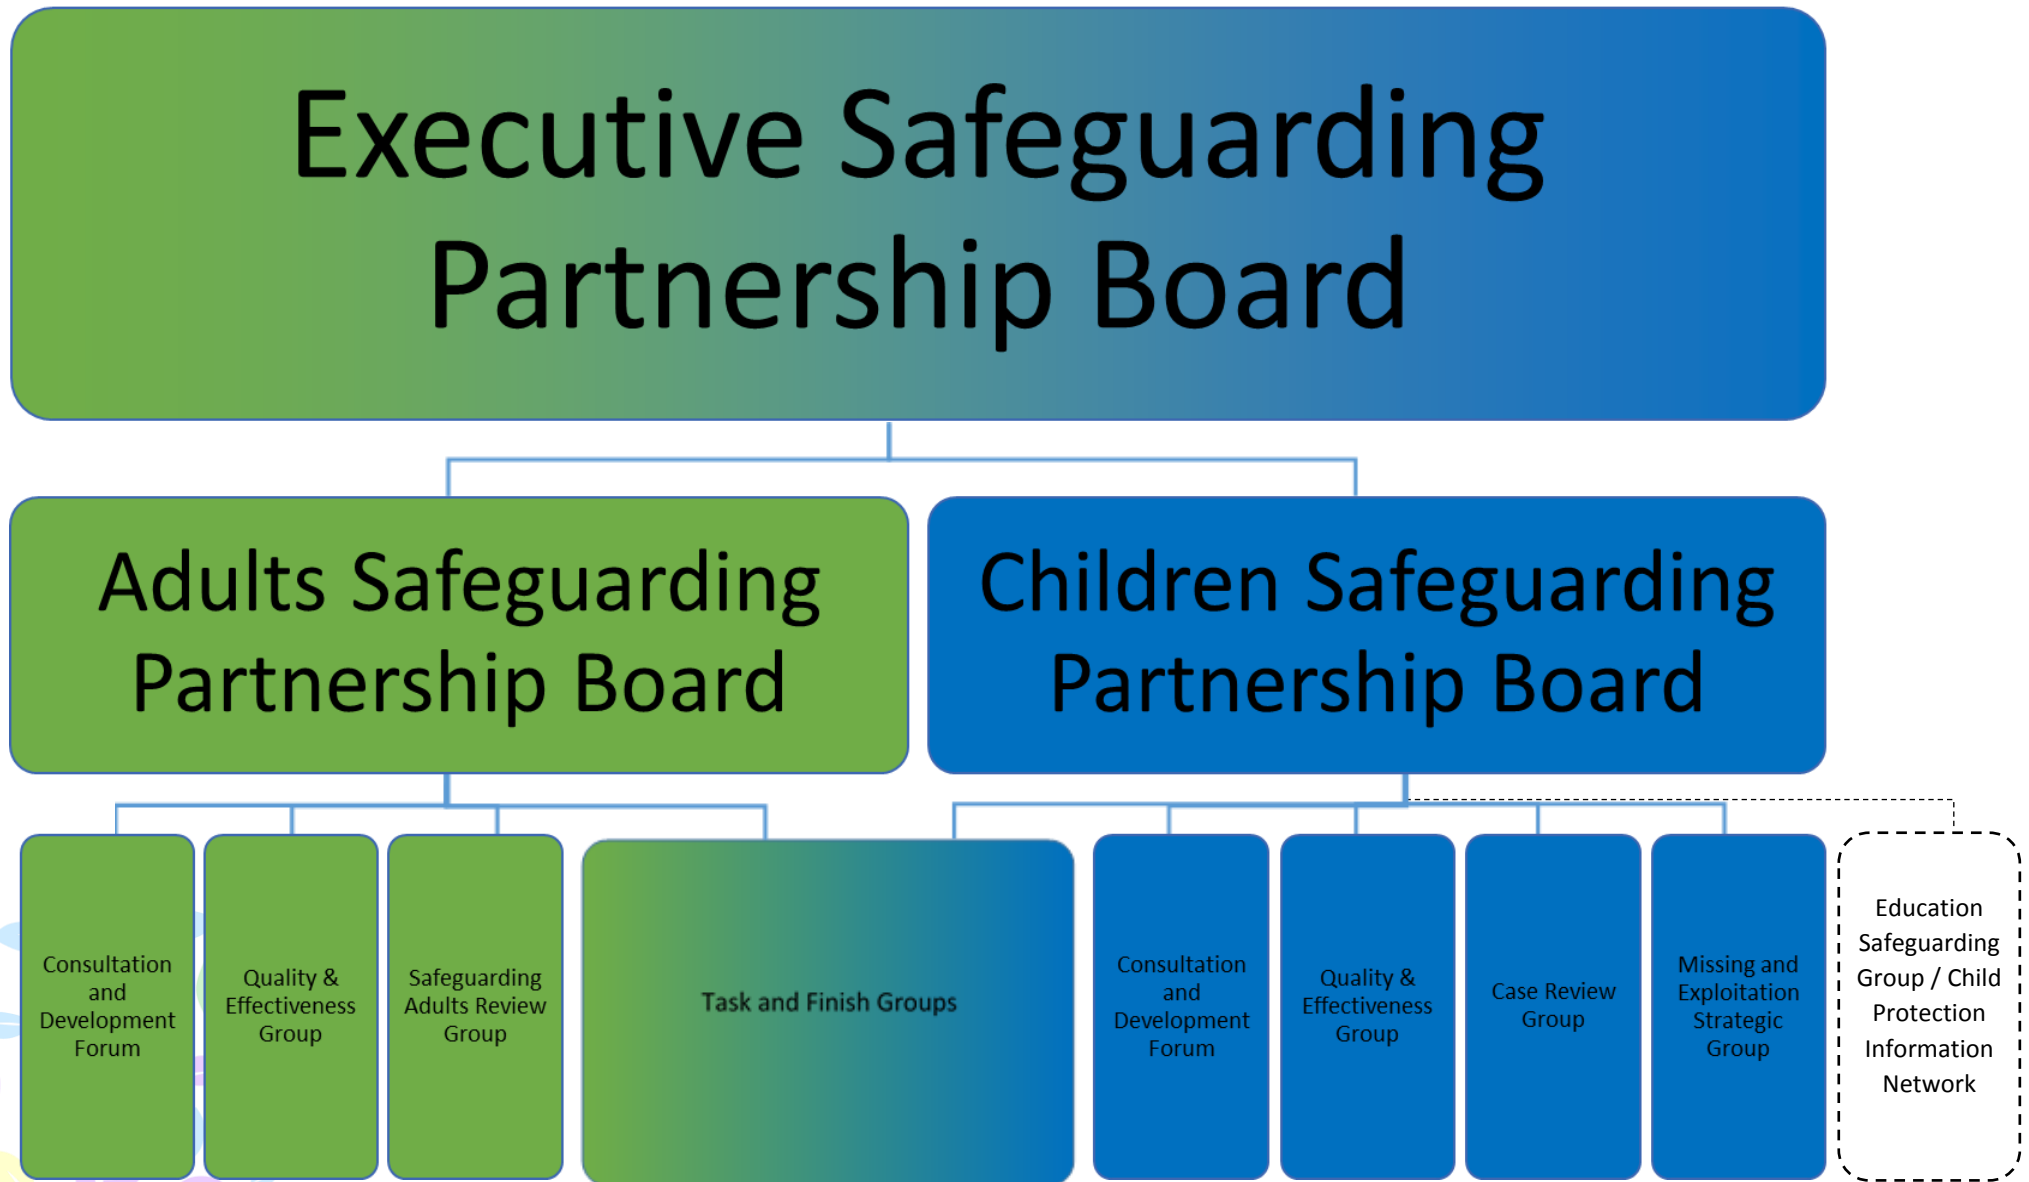 Executive Safeguarding
Partnership Board
Adults Safeguarding
Partnership Board
Children Safeguarding
Partnership Board
Consultation
and
Development
Forum
Quality &
Effectiveness
Group
Safeguarding
Adults Review
Group
Task and Finish Groups
Consultation
and
Development
Forum
Quality &
Effectiveness
Group
Case Review
Group
Missing and
Exploitation
Strategic
Group
Education
Safeguarding
Group / Child
Protection
Information
Network